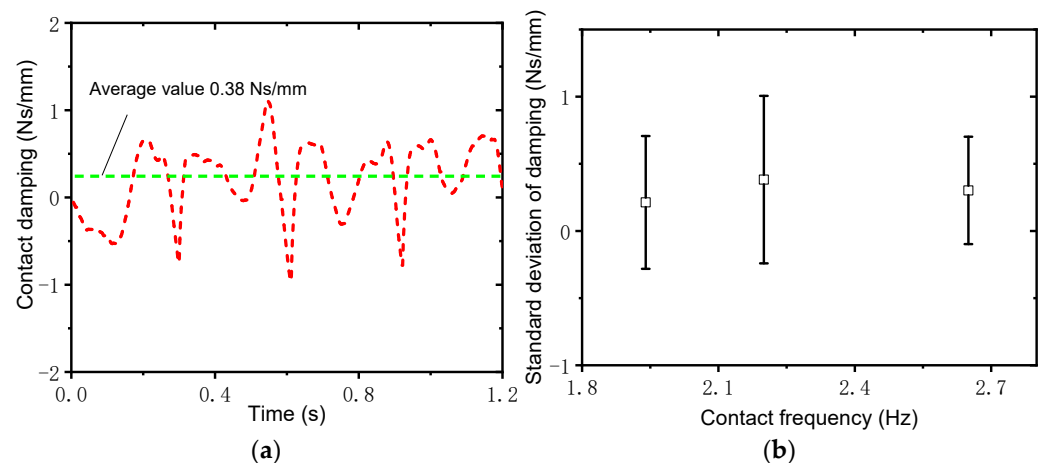 Contact damping (Ns/mm)
2
1
0
−1
−2
Average value 0.38 Ns/mm
0.0 0.4 0.8 1.2
Time (s)
(a)
Standard deviation of damping (Ns/mm)
1
0
-1
1.8 2.1 2.4 2.7
Contact frequency (Hz)
(b)